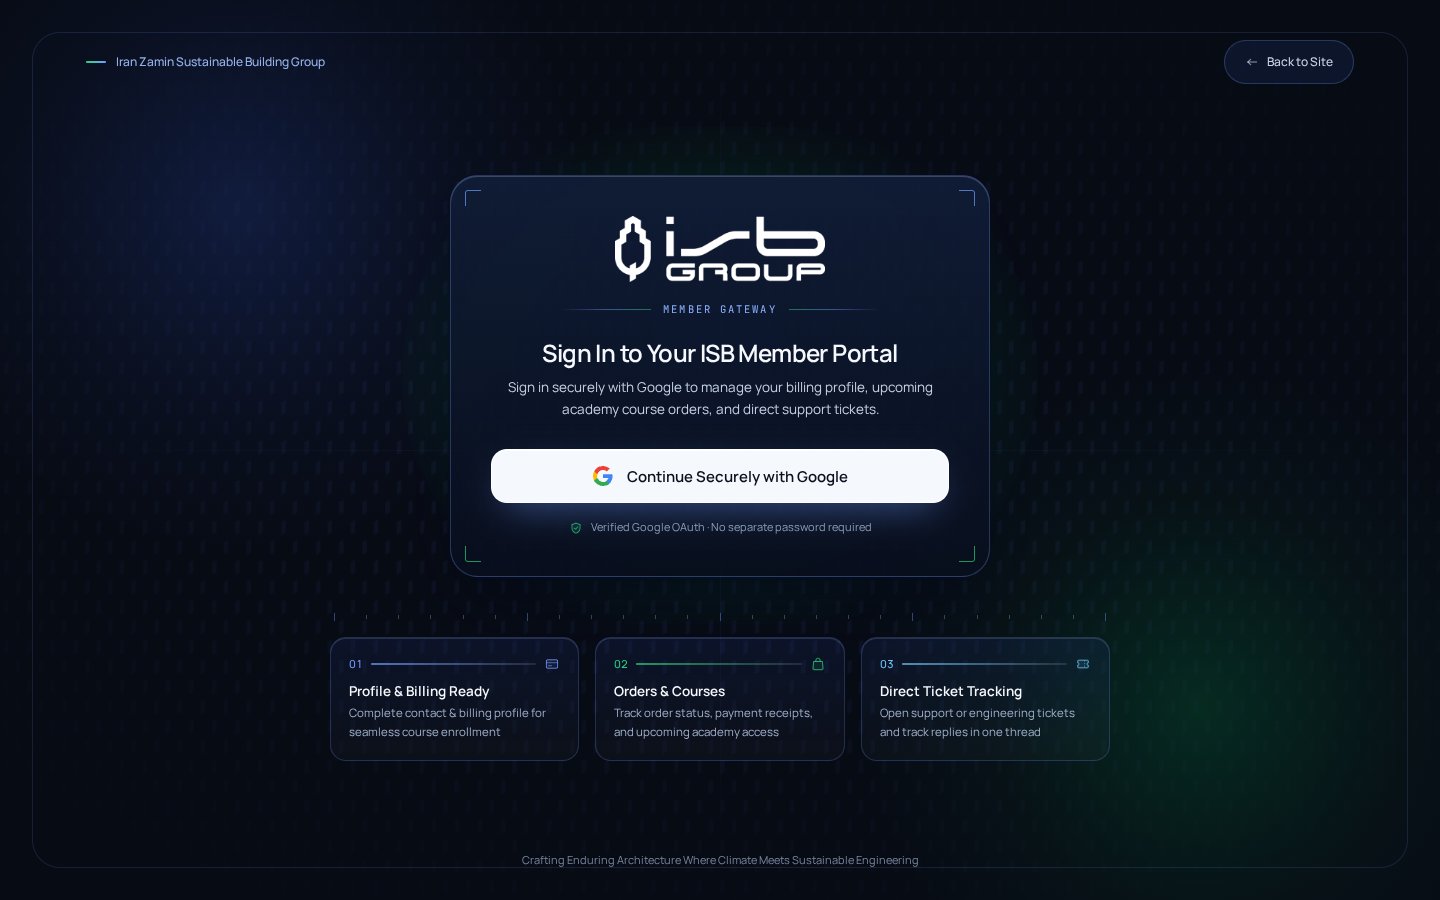 Iran Zamin Sustainable Building Group
Back to Site
isb
GROUP
MEMBER GATEWAY
Sign In to Your ISB Member Portal
Sign in securely with Google to manage your billing profile, upcoming
academy course orders, and direct support tickets.
Continue Securely with Google
Verified Google OAuth · No separate password required
01
Profile & Billing Ready
Complete contact & billing profile for
seamless course enrollment
02
Orders & Courses
Track order status, payment receipts,
and upcoming academy access
03
Direct Ticket Tracking
Open support or engineering tickets
and track replies in one thread
Crafting Enduring Architecture Where Climate Meets Sustainable Engineering